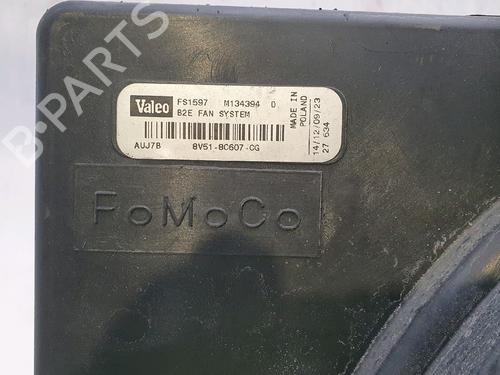 Valeo FS1597 M134394 0
B2E FAN SYSTEM
AUJ7B 8V51-8C607-CG
MADE IN
POLAND
14/12/09/23
27 634
FoMoCo
B-PARTS